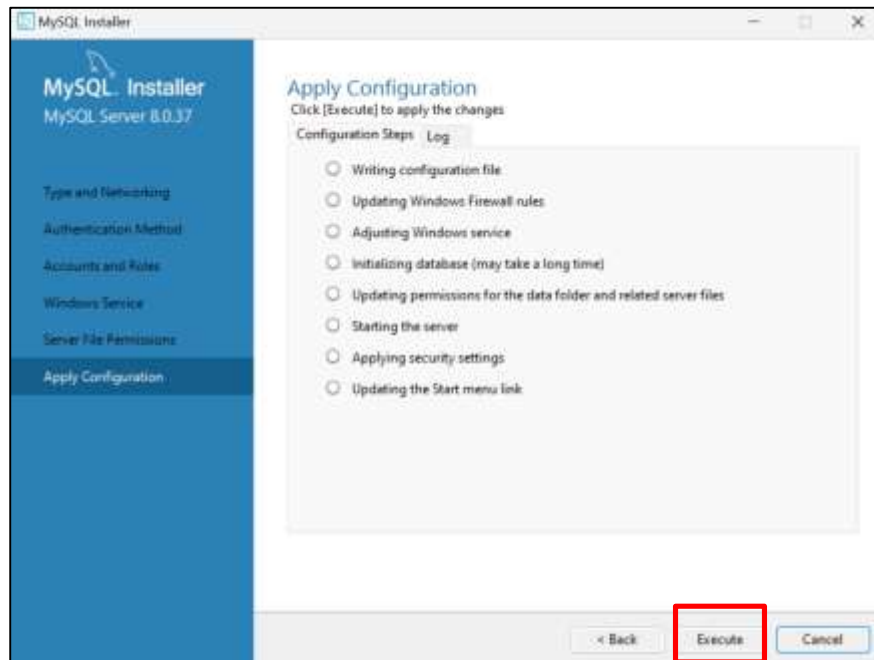 MySQL Installer
MySQL. Installer
MySQL Server 8.0.37
Type and Networking
Authentication Method
Accounts and Roles
Windows Service
Server File Permissions
Apply Configuration
Apply Configuration
Click [Execute] to apply the changes
Configuration Steps Log
Writing configuration file
Updating Windows Firewall rules
Adjusting Windows service
Initializing database (may take a long time)
Updating permissions for the data folder and related server files
Starting the server
Applying security settings
Updating the Start menu link
< Back Execute Cancel